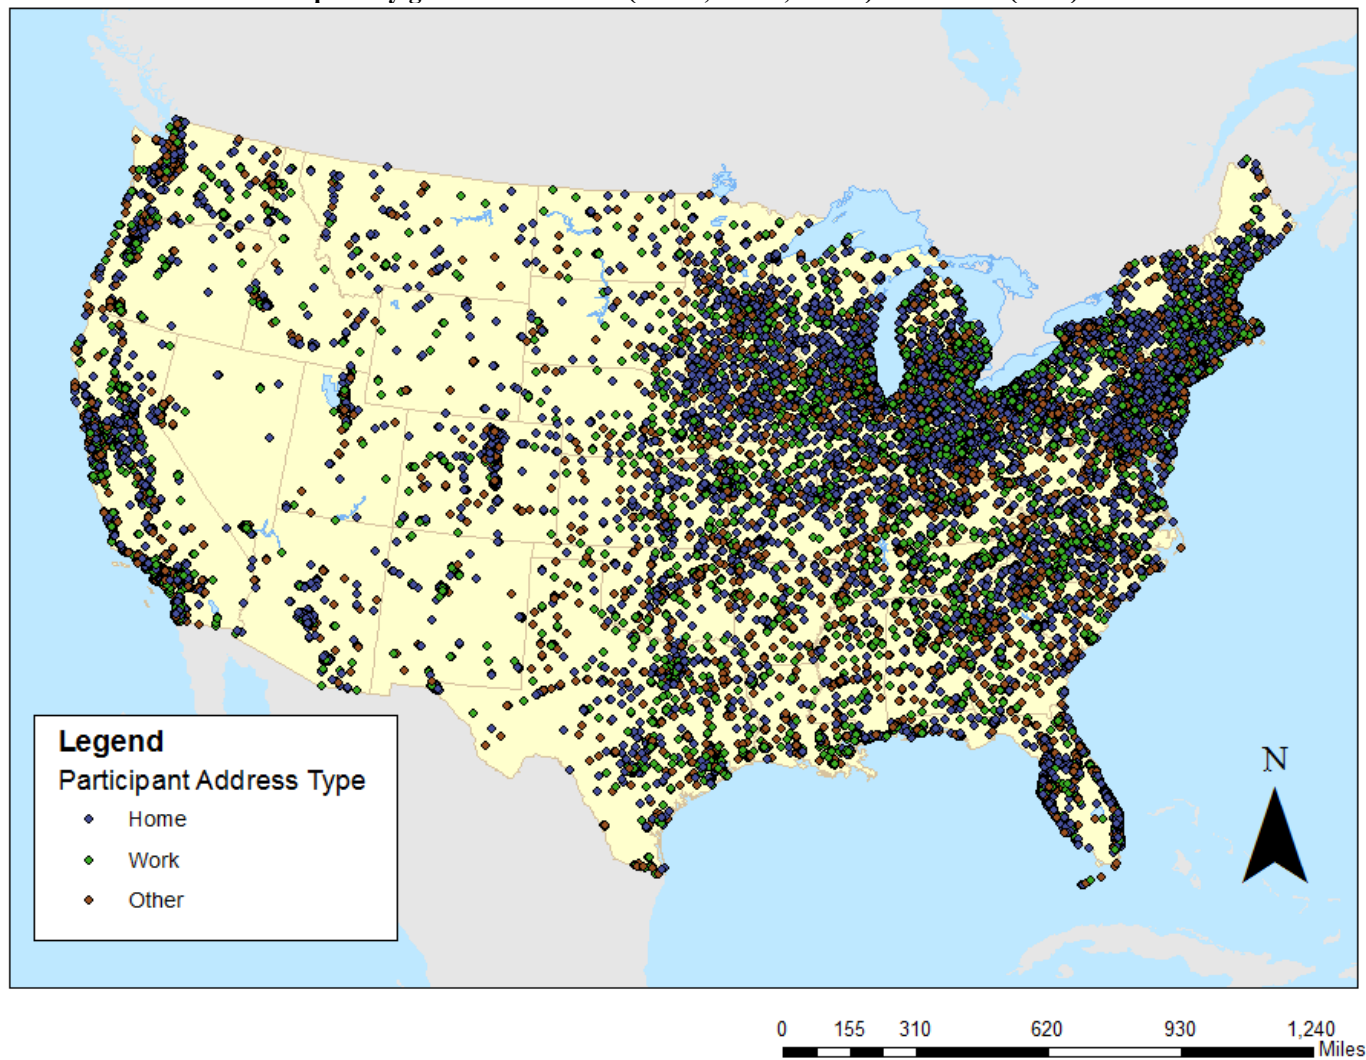 Legend
Participant Address Type
Home
Work
Other
N
0 155 310 620 930 1,240
Miles